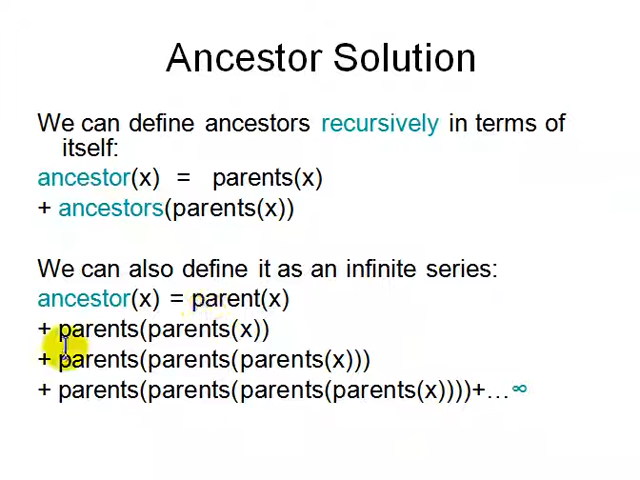 Ancestor Solution
We can define ancestors recursively in terms of
itself:
ancestor(x) = parents(x)
+ ancestors(parents(x))
We can also define it as an infinite series:
ancestor(x) = parent(x)
+ parents(parents(x))
+ parents(parents(parents(x)))
+ parents(parents(parents(parents(x))))+...∞